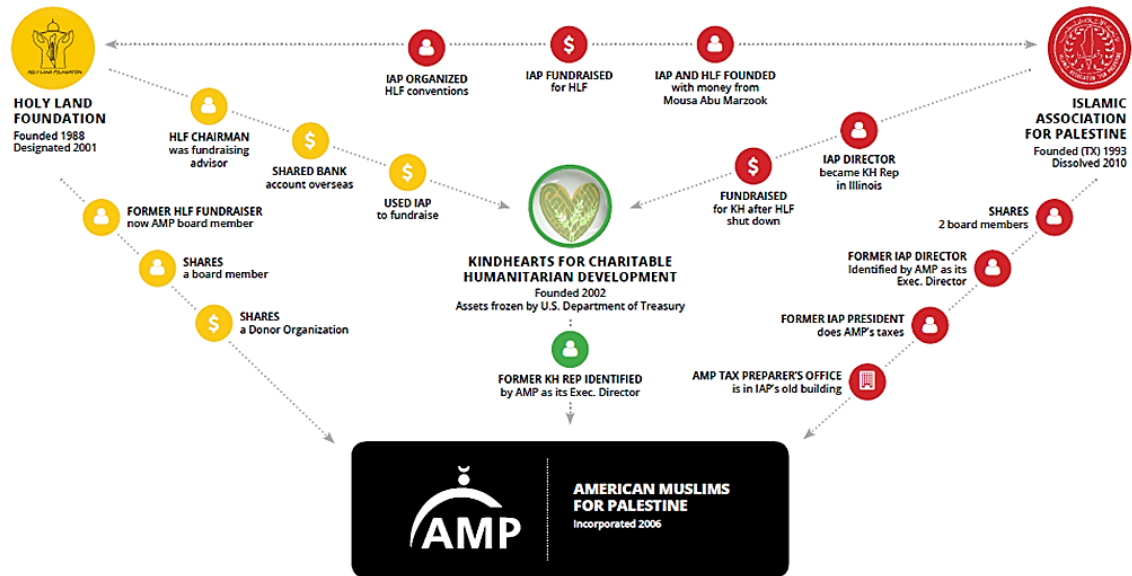 HOLY LAND FOUNDATION
HOLY LAND
FOUNDATION
Founded 1988
Designated 2001
IAP ORGANIZED
HLF conventions
IAP FUNDRAISED
for HLF
IAP AND HLF FOUNDED
with money from
Mousa Abu Marzook
ISLAMIC
ASSOCIATION
FOR PALESTINE
Founded (TX) 1993
Dissolved 2010
HLF CHAIRMAN
was fundraising
advisor
SHARED BANK
account overseas
USED IAP
to fundraise
IAP DIRECTOR
became KH Rep
in Illinois
FUNDRAISED
for KH after HLF
shut down
KINDHEARTS FOR CHARITABLE
HUMANITARIAN DEVELOPMENT
Founded 2002
Assets frozen by U.S. Department of Treasury
FORMER HLF FUNDRAISER
now AMP board member
SHARES
a board member
SHARES
a Donor Organization
FORMER KH REP IDENTIFIED
by AMP as its Exec. Director
SHARES
2 board members
FORMER IAP DIRECTOR
Identified by AMP as its
Exec. Director
FORMER IAP PRESIDENT
does AMP's taxes
AMP TAX PREPARER'S OFFICE
is in IAP's old building
AMP
AMERICAN MUSLIMS
FOR PALESTINE
Incorporated 2006